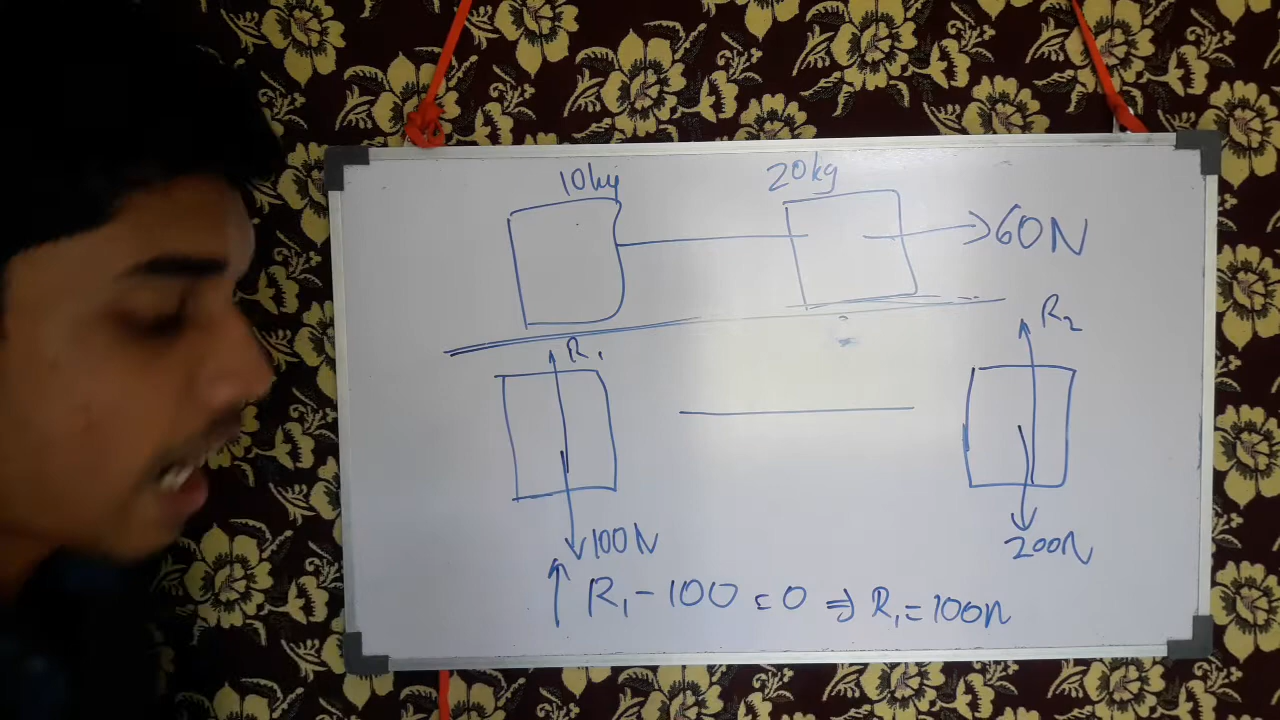 10kg 20kg
60N
R₁ R₂
100N 200N
R₁ - 100 = 0 ⇒ R₁ = 100N